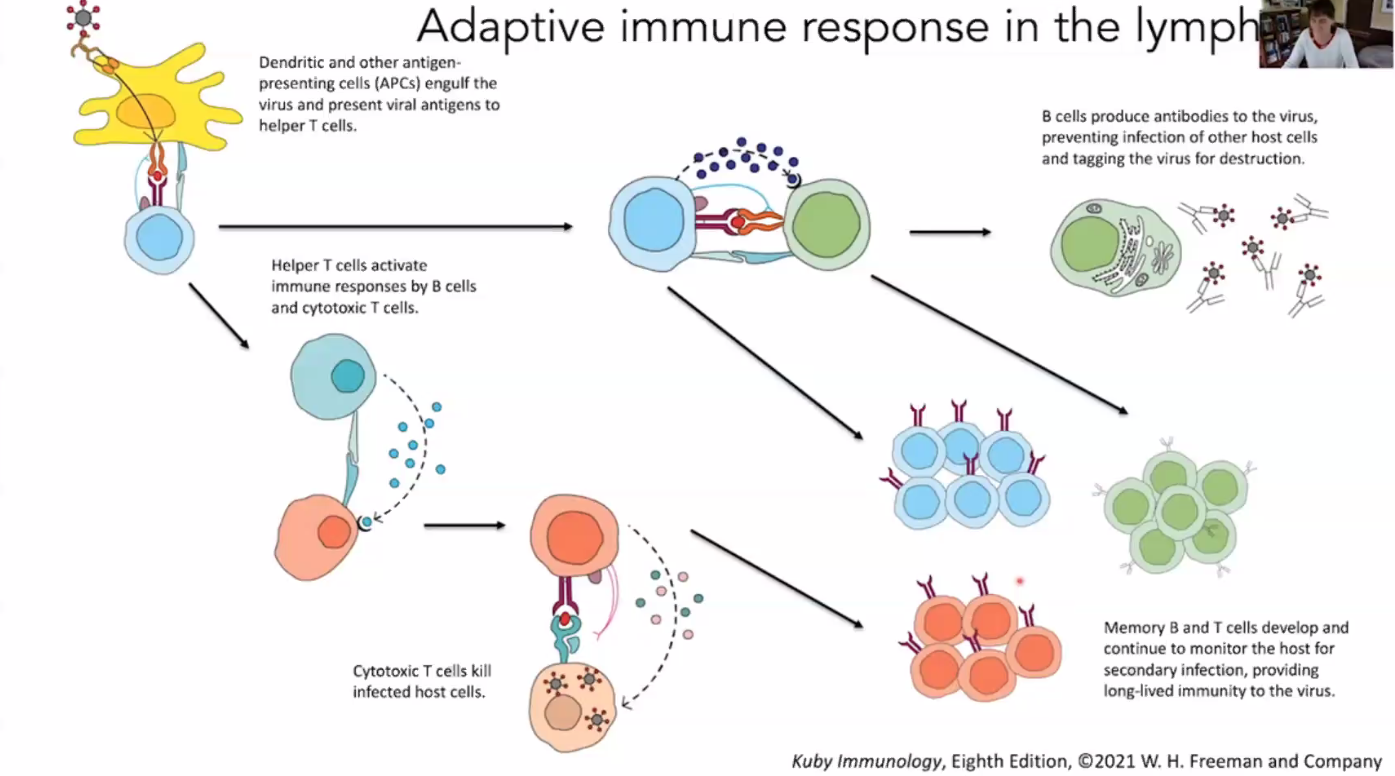 Adaptive immune response in the lymph
Dendritic and other antigen-
presenting cells (APCs) engulf the
virus and present viral antigens to
helper T cells.
B cells produce antibodies to the virus,
preventing infection of other host cells
and tagging the virus for destruction.
Helper T cells activate
immune responses by B cells
and cytotoxic T cells.
Cytotoxic T cells kill
infected host cells.
Memory B and T cells develop and
continue to monitor the host for
secondary infection, providing
long-lived immunity to the virus.
Kuby Immunology, Eighth Edition, ©2021 W. H. Freeman and Company